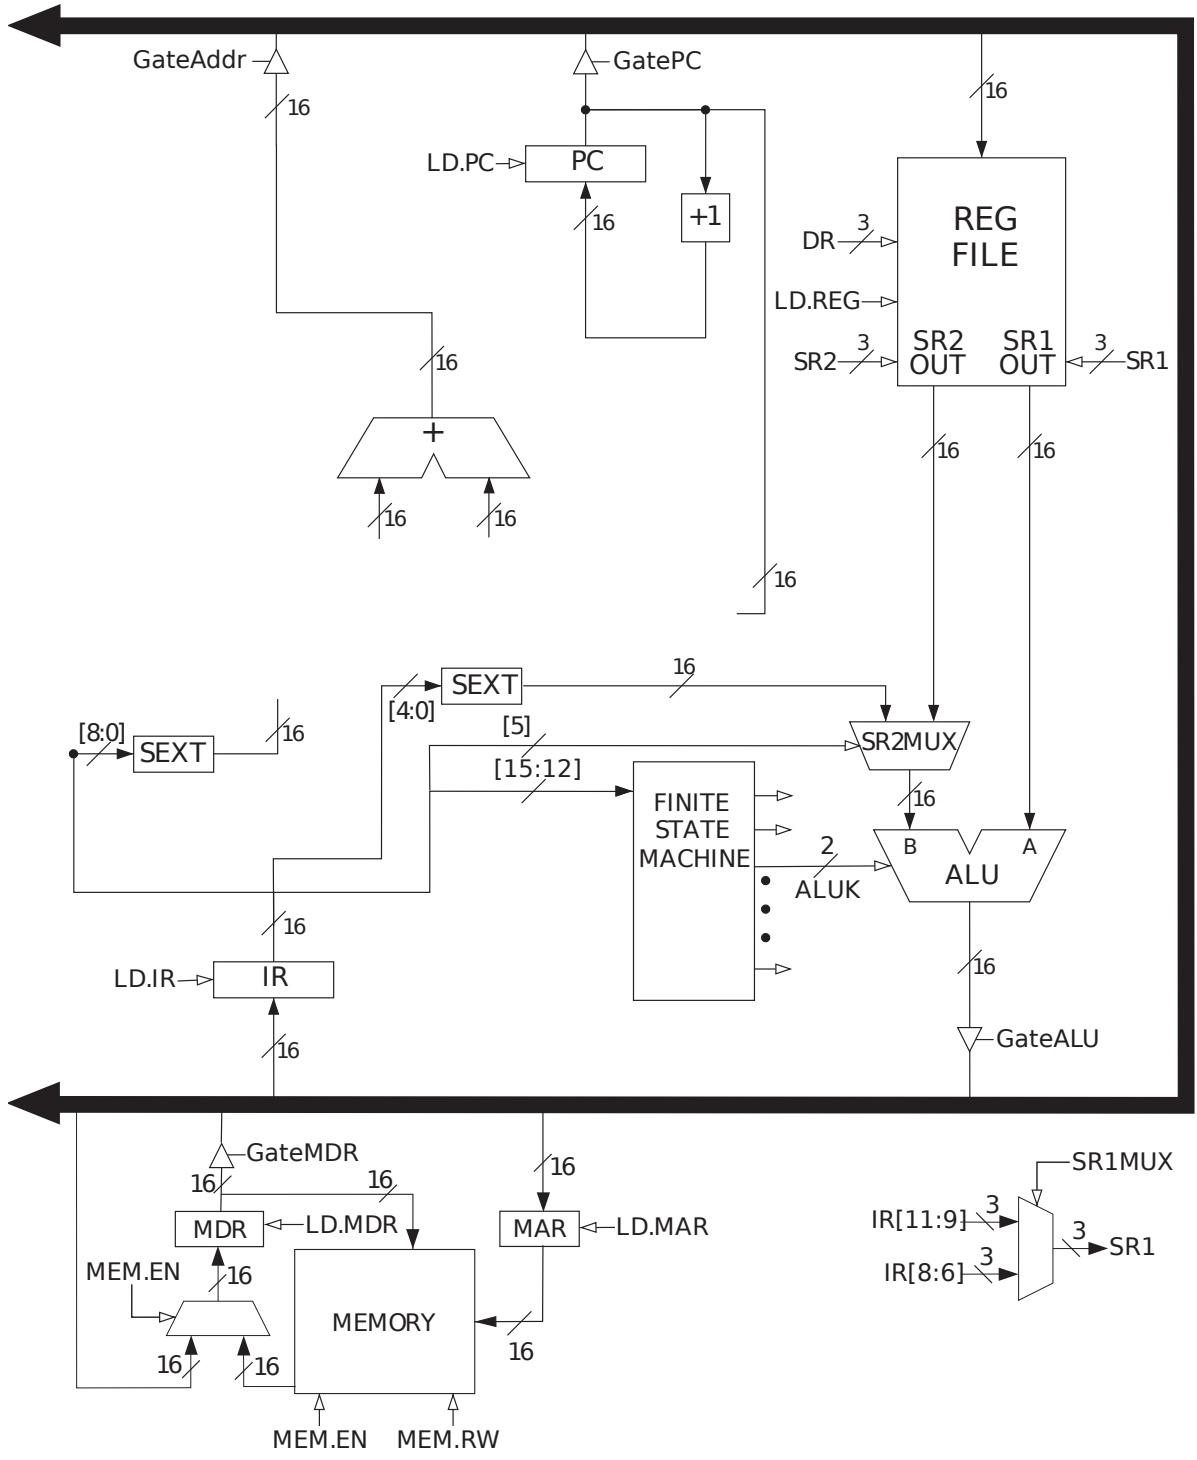 GateAddr
GatePC
16
16
LD.PC
PC
16
+1
REG
FILE
DR
3
LD.REG
SR2
3
SR2
OUT
SR1
OUT
3
SR1
16
+
16
16
16
16
16
16
SEXT
16
[4:0]
[8:0]
SEXT
16
[5]
[15:12]
SR2MUX
16
FINITE
STATE
MACHINE
2
ALUK
B
A
ALU
16
LD.IR
IR
16
16
GateALU
GateMDR
16
16
MDR
LD.MDR
16
MAR
LD.MAR
MEM.EN
16
MEMORY
16
16
16
MEM.EN
MEM.RW
SR1MUX
IR[11:9]
3
3
SR1
IR[8:6]
3